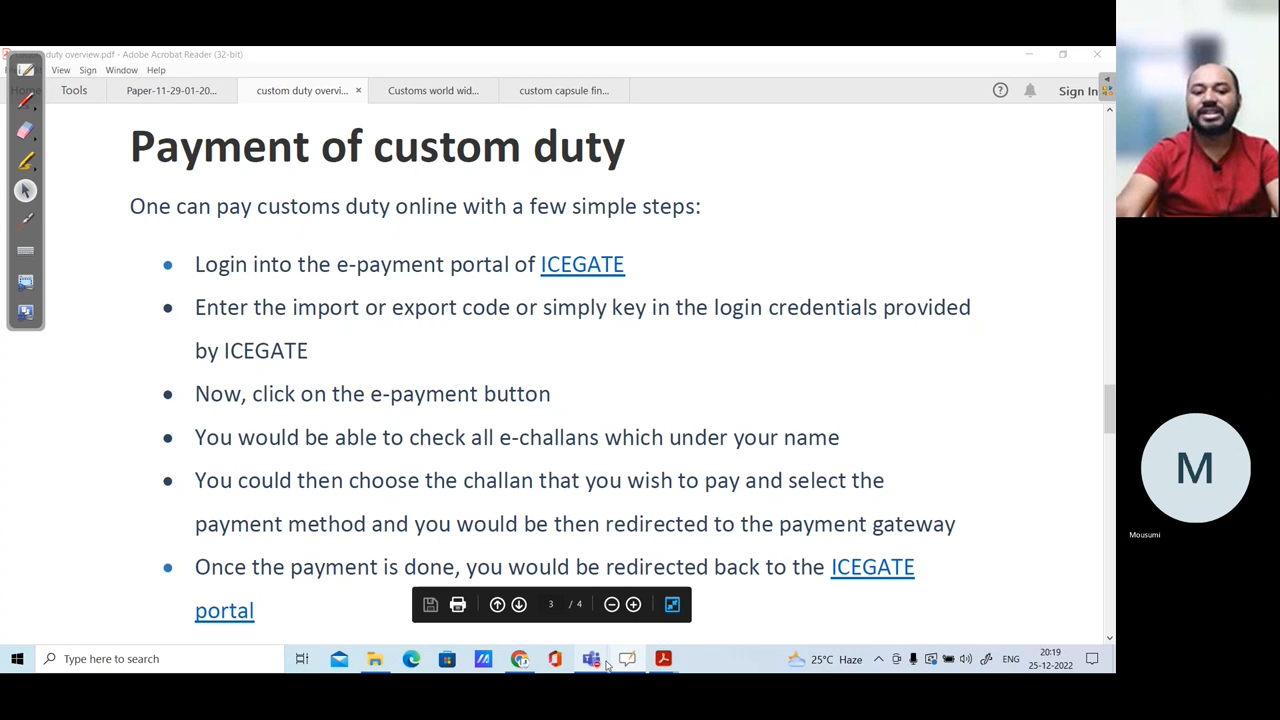 duty overview.pdf - Adobe Acrobat Reader (32-bit)
View Sign Window Help
Home Tools Paper-11-29-01-20... custom duty overvi... × Customs world wid... custom capsule fin... Sign In
Payment of custom duty
One can pay customs duty online with a few simple steps:
• Login into the e-payment portal of ICEGATE
• Enter the import or export code or simply key in the login credentials provided
by ICEGATE
• Now, click on the e-payment button
• You would be able to check all e-challans which under your name
• You could then choose the challan that you wish to pay and select the
payment method and you would be then redirected to the payment gateway
• Once the payment is done, you would be redirected back to the ICEGATE
portal
3 / 4
M
Mousumi
Type here to search
25°C Haze
ENG
20:19
25-12-2022